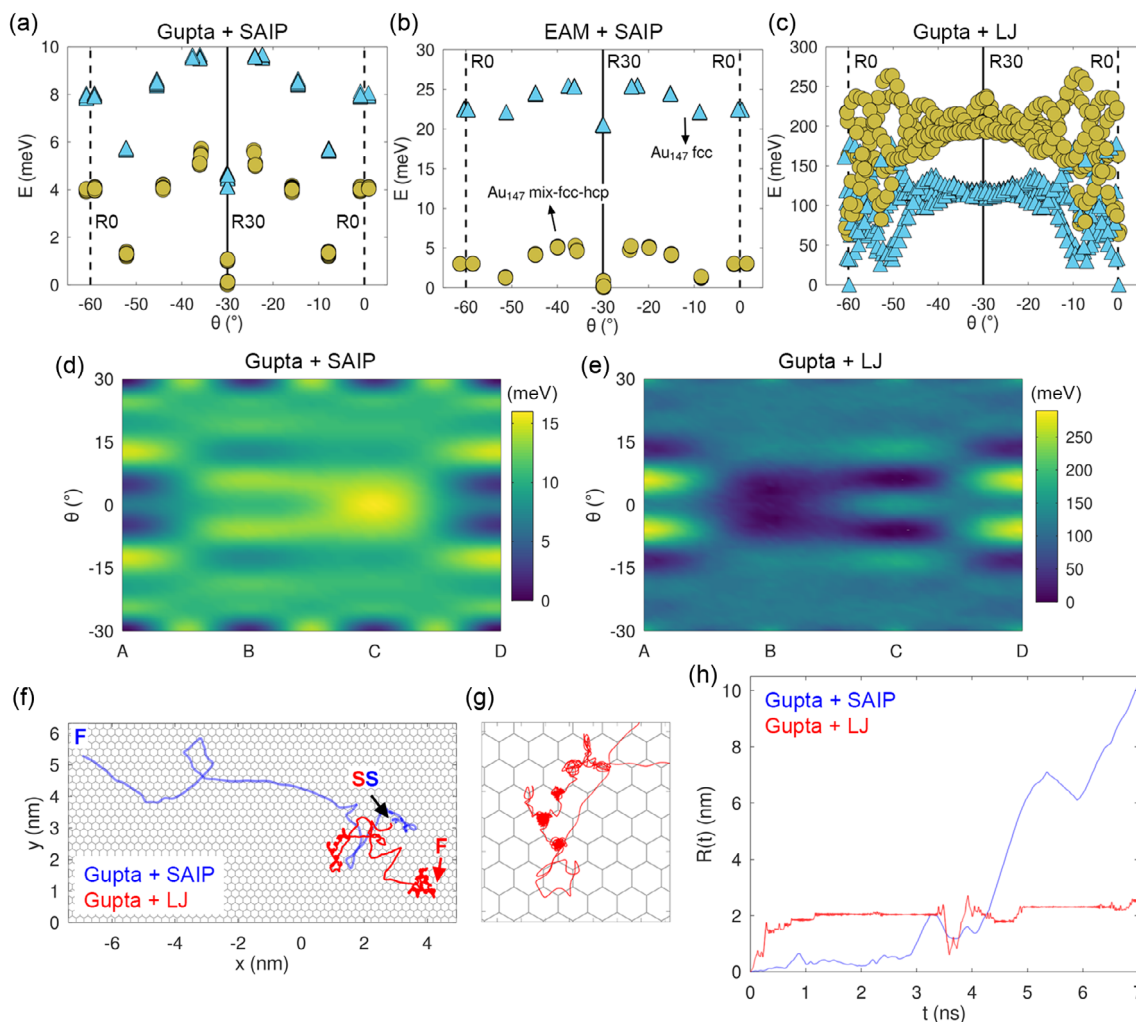 (a) Gupta + SAIP
E (meV)
10
8
6
4
2
0
R0
R30
R0
-60 -50 -40 -30 -20 -10 0
θ (°)
(b) EAM + SAIP
E (meV)
30
25
20
15
10
5
0
R0
R30
R0
Au147 fcc
Au147 mix-fcc-hcp
-60 -50 -40 -30 -20 -10 0
θ (°)
(c) Gupta + LJ
E (meV)
300
250
200
150
100
50
0
R0
R30
R0
-60 -50 -40 -30 -20 -10 0
θ (°)
(d) Gupta + SAIP
θ (°)
30
15
0
-15
-30
A B C D
(meV)
15
10
5
0
(e) Gupta + LJ
θ (°)
30
15
0
-15
-30
A B C D
(meV)
250
200
150
100
50
0
(f)
y (nm)
6
5
4
3
2
1
0
F
SS
F
Gupta + SAIP
Gupta + LJ
-6 -4 -2 0 2 4
x (nm)
(g)
(h)
R(t) (nm)
10
8
6
4
2
0
Gupta + SAIP
Gupta + LJ
0 1 2 3 4 5 6 7
t (ns)